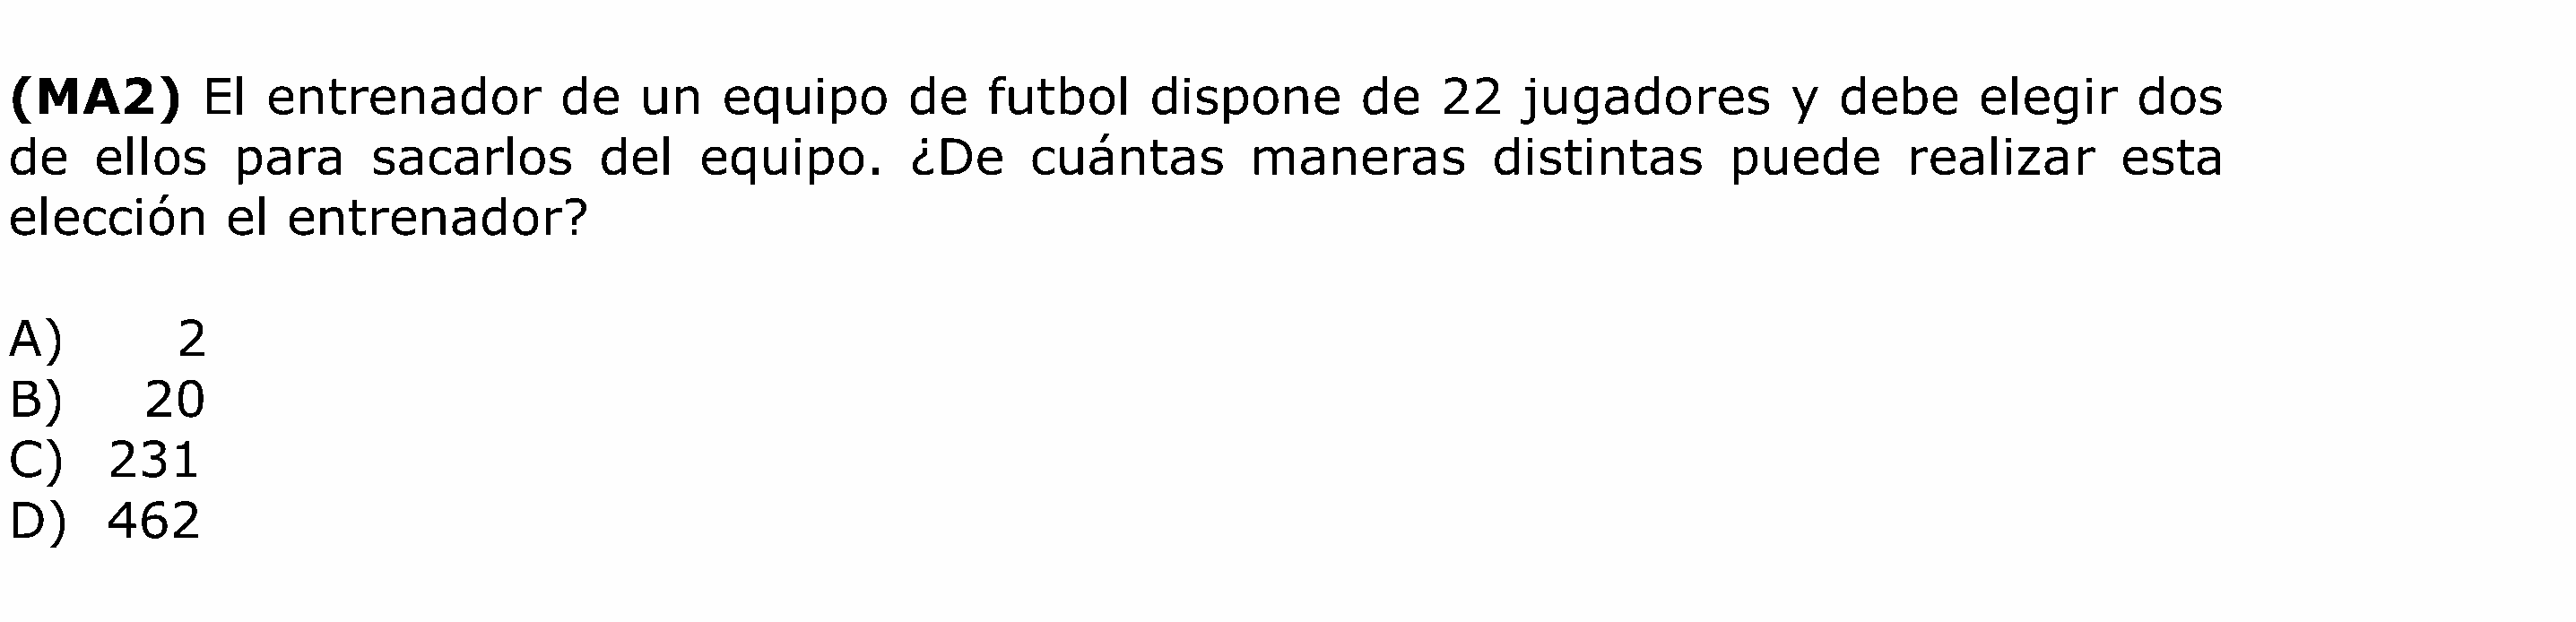 (MA2) El entrenador de un equipo de futbol dispone de 22 jugadores y debe elegir dos
de ellos para sacarlos del equipo. ¿De cuántas maneras distintas puede realizar esta
elección el entrenador?
A) 2
B) 20
C) 231
D) 462